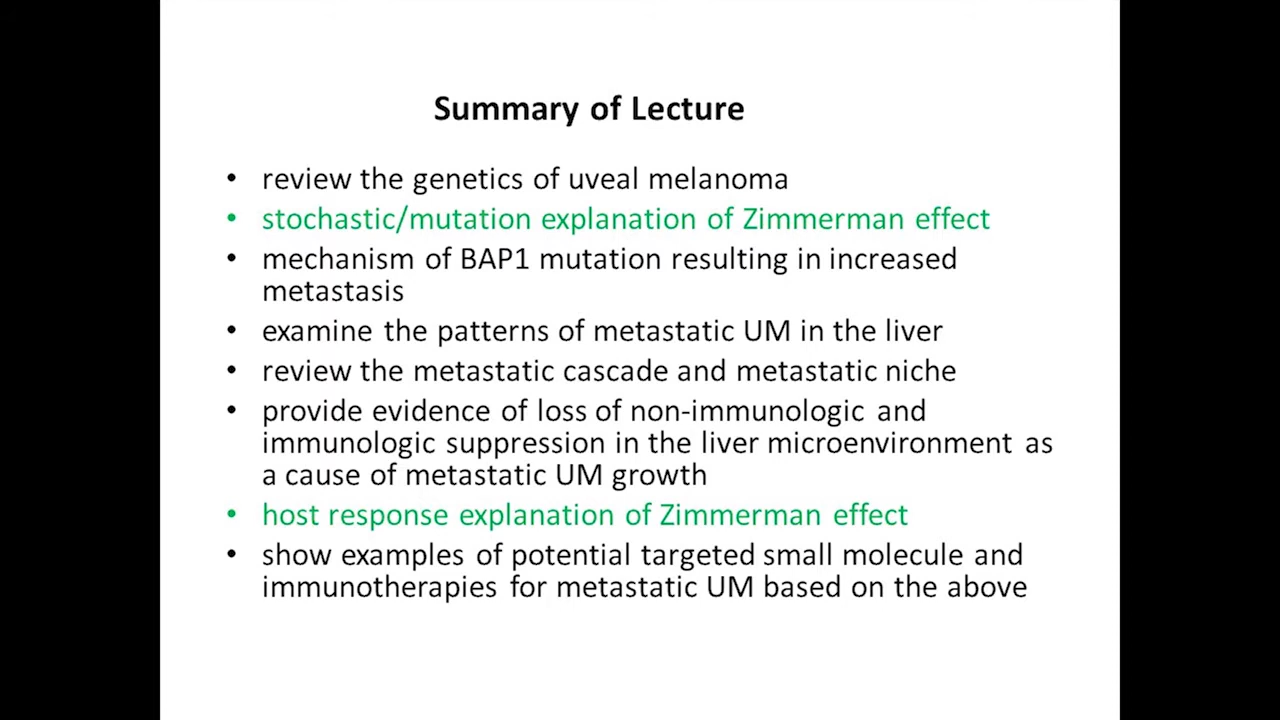 Summary of Lecture
• review the genetics of uveal melanoma
• stochastic/mutation explanation of Zimmerman effect
• mechanism of BAP1 mutation resulting in increased
metastasis
• examine the patterns of metastatic UM in the liver
• review the metastatic cascade and metastatic niche
• provide evidence of loss of non-immunologic and
immunologic suppression in the liver microenvironment as
a cause of metastatic UM growth
• host response explanation of Zimmerman effect
• show examples of potential targeted small molecule and
immunotherapies for metastatic UM based on the above